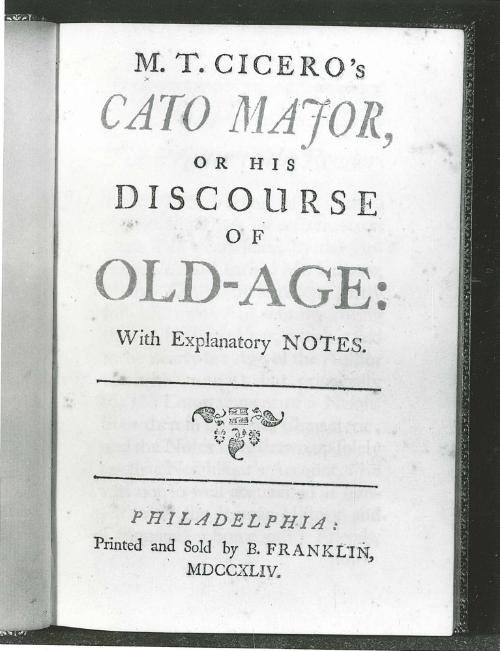 M. T. CICERO's
CATO MAJOR,
OR HIS
DISCOURSE
OF
OLD-AGE:
With Explanatory NOTES.
PHILADELPHIA:
Printed and Sold by B. FRANKLIN,
MDCCXLIV.